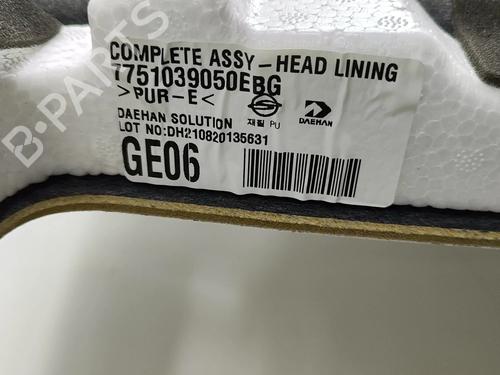 COMPLETE ASSY-HEAD LINING
7751039050EBG
>PUR-E<
재질 PU
DAEHAN
DAEHAN SOLUTION
LOT NO:DH210820135631
GE06
B-PARTS